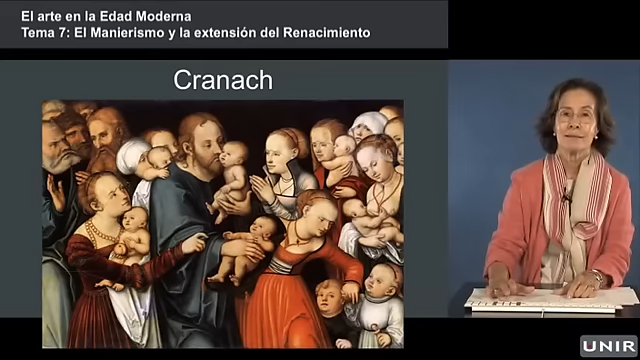 El arte en la Edad Moderna
Tema 7: El Manierismo y la extensión del Renacimiento
Cranach
UNIR